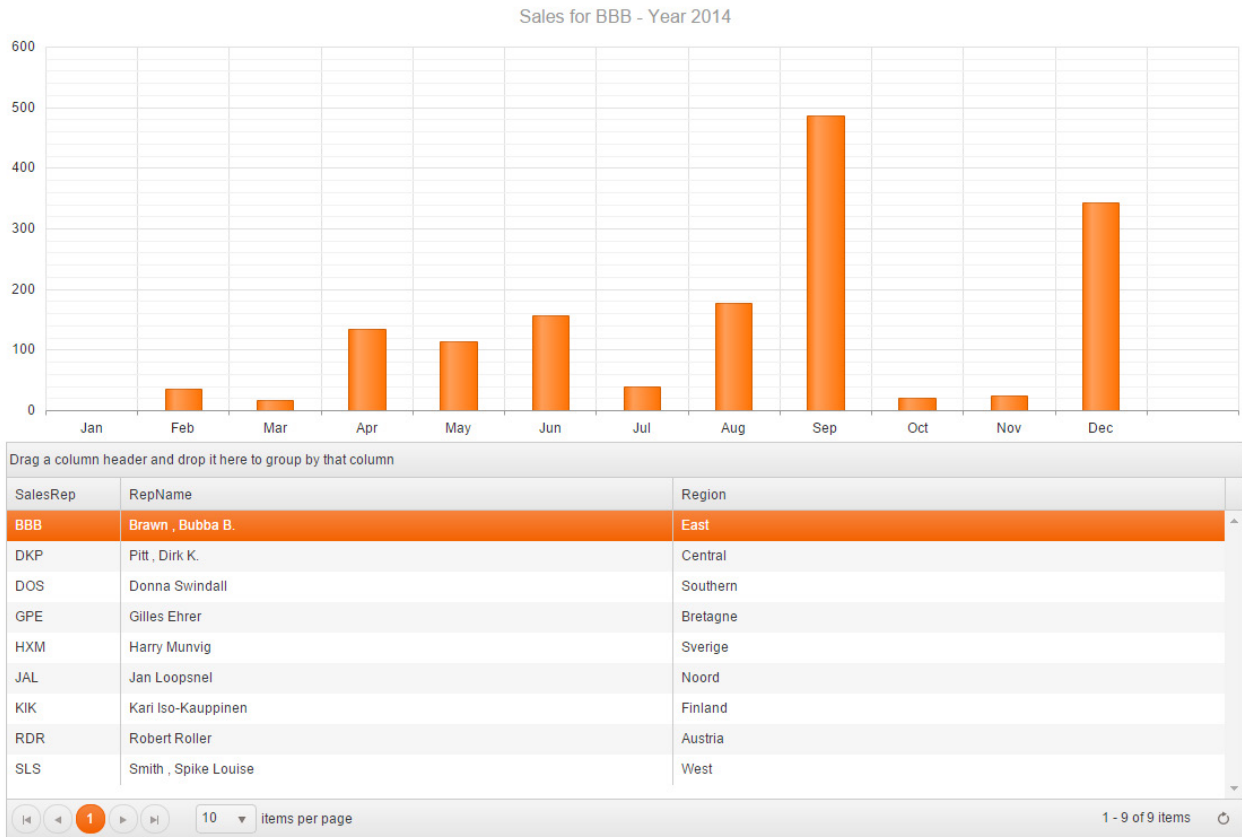 Sales for BBB - Year 2014
600
500
400
300
200
100
0
Jan Feb Mar Apr May Jun Jul Aug Sep Oct Nov Dec
Drag a column header and drop it here to group by that column
SalesRep RepName Region
BBB Brawn , Bubba B. East
DKP Pitt , Dirk K. Central
DOS Donna Swindall Southern
GPE Gilles Ehrer Bretagne
HXM Harry Munvig Sverige
JAL Jan Loopsnel Noord
KIK Kari Iso-Kauppinen Finland
RDR Robert Roller Austria
SLS Smith , Spike Louise West
1 10 items per page 1 - 9 of 9 items